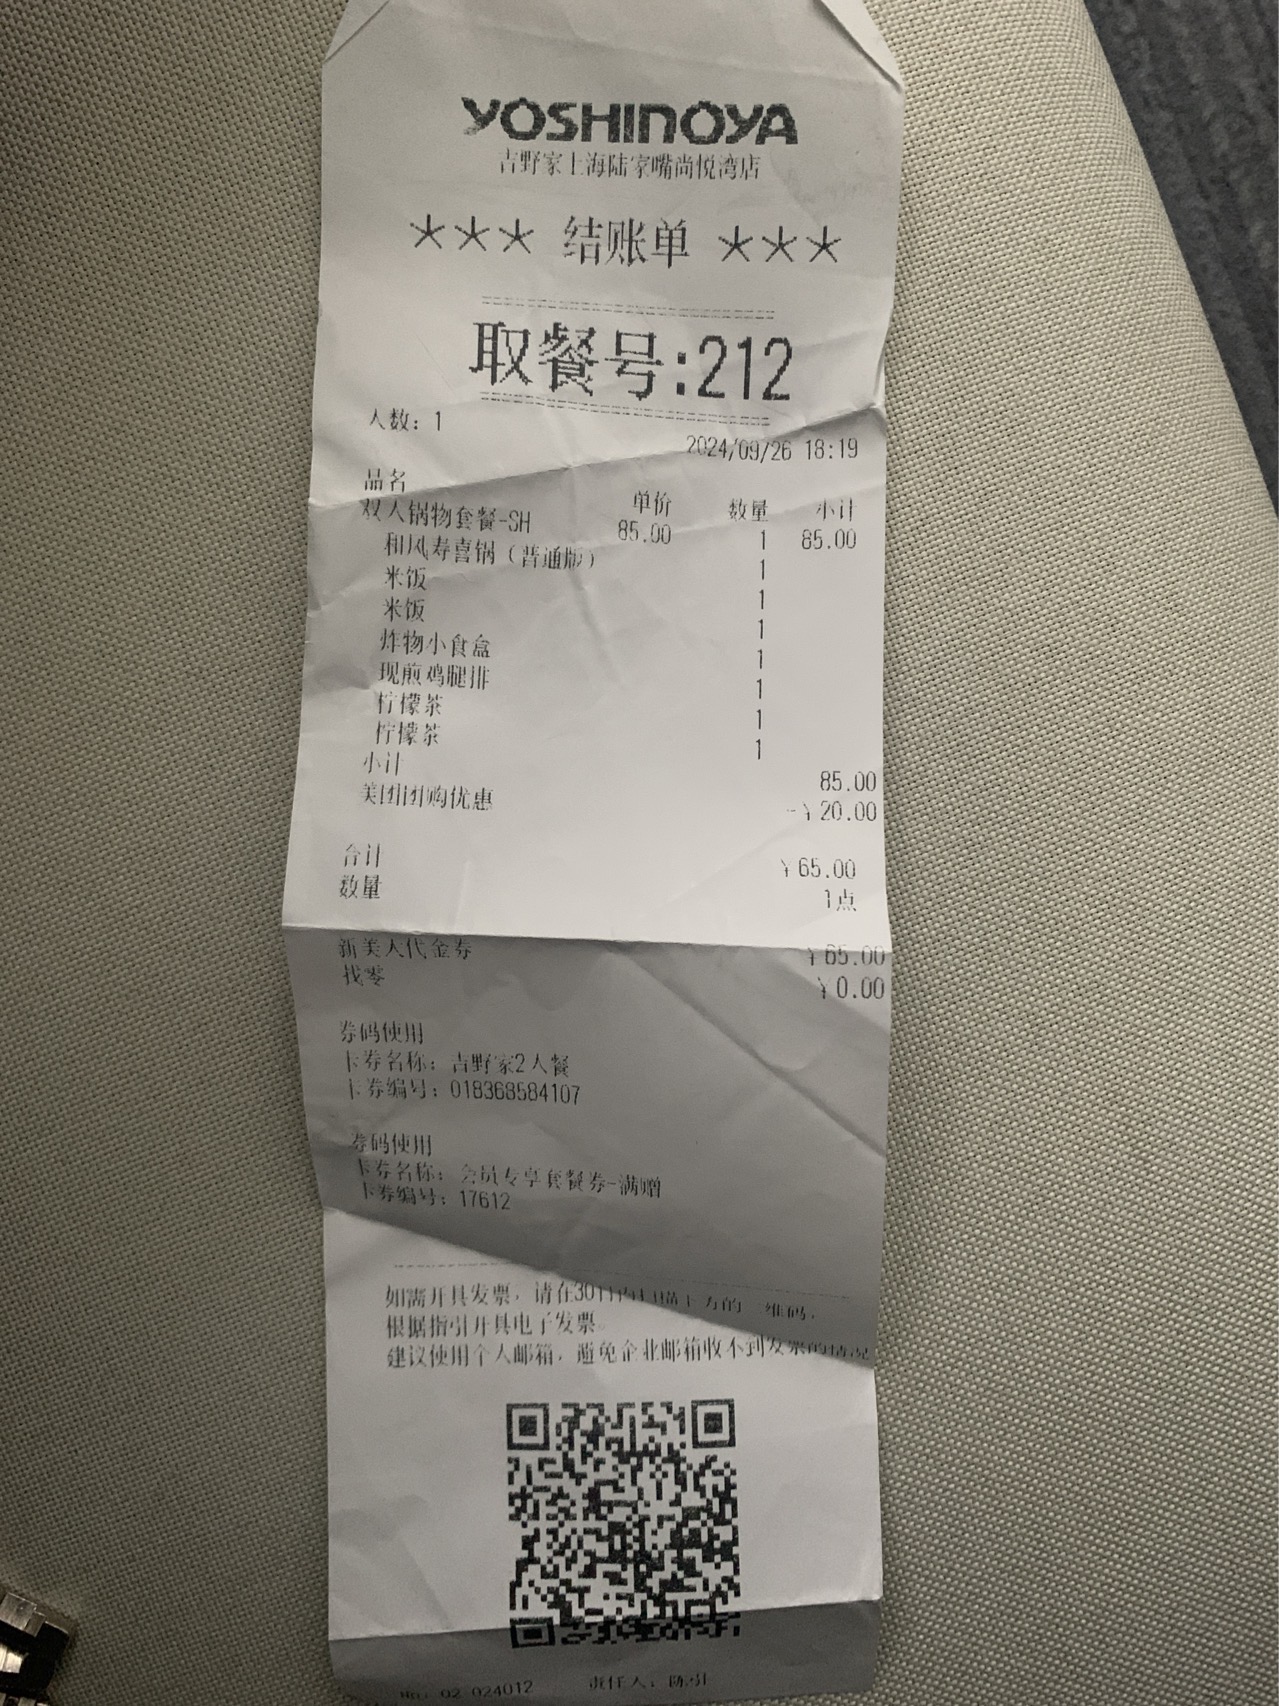 YOSHINOYA
吉野家上海陆家嘴尚悦湾店
*** 结账单 ***
取餐号:212
人数: 1
2024/09/26 18:19
品名 单价 数量 小计
双人锅物套餐-SH 85.00 1 85.00
和风寿喜锅（普通版） 1
米饭 1
米饭 1
炸物小食盒 1
现煎鸡腿排 1
柠檬茶 1
柠檬茶 1
小计 85.00
美团团购优惠 -¥20.00
合计 ¥65.00
数量 1点
新美大代金券 ¥65.00
找零 ¥0.00
券码使用
卡券名称: 吉野家2人餐
卡券编号: 018368584107
券码使用
卡券名称: 会员专享套餐券-满赠
卡券编号: 17612
如需开具发票，请在30日内扫描下方的二维码，
根据指引开具电子发票。
建议使用个人邮箱，避免企业邮箱收不到发票的情况
02 024012 责任人: 陈引